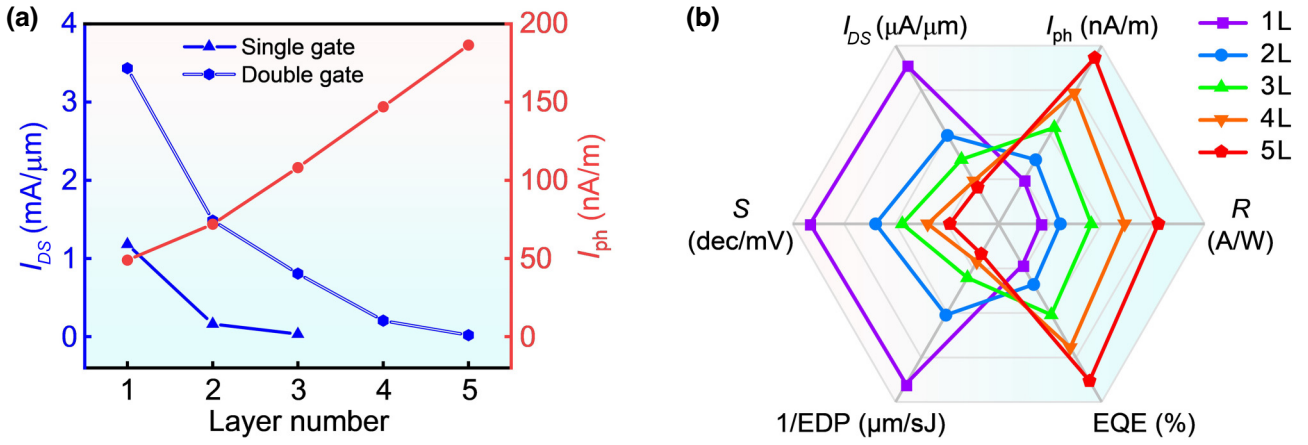 (a)
4
3
2
1
0
I_DS (mA/μm)
Single gate
Double gate
200
150
100
50
0
I_ph (nA/m)
1 2 3 4 5
Layer number
(b)
I_DS (μA/μm)
I_ph (nA/m)
S
(dec/mV)
R
(A/W)
1/EDP (μm/sJ)
EQE (%)
1L
2L
3L
4L
5L